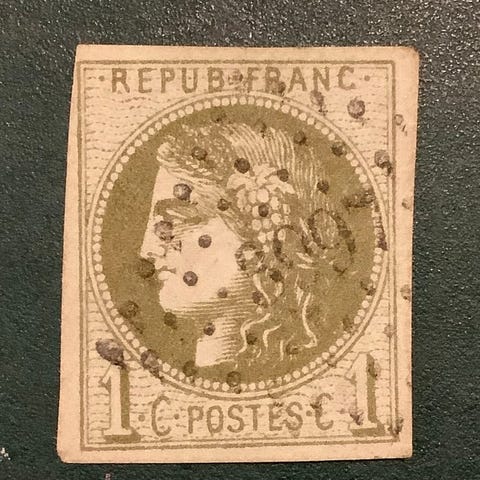 · REPUB · FRANC ·
1 · C · POSTES · C · 1